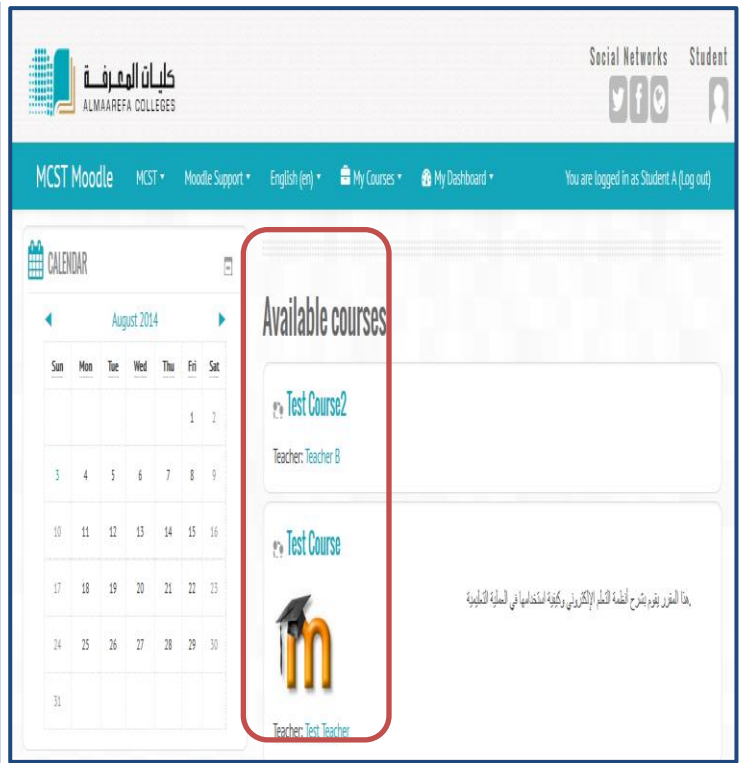 كليات المعرفة
ALMAAREFA COLLEGES
Social Networks
Student
MCST Moodle
MCST
Moodle Support
English (en)
My Courses
My Dashboard
You are logged in as Student A (Log out)
CALENDAR
August 2014
Sun Mon Tue Wed Thu Fri Sat
1 2
3 4 5 6 7 8 9
10 11 12 13 14 15 16
17 18 19 20 21 22 23
24 25 26 27 28 29 30
31
Available courses
Test Course2
Teacher: Teacher B
Test Course
هذا المقرر يقوم بشرح أنظمة التعلم الإلكتروني وكيفية استخدامها في العملية التعليمية.
m
Teacher: Test Teacher